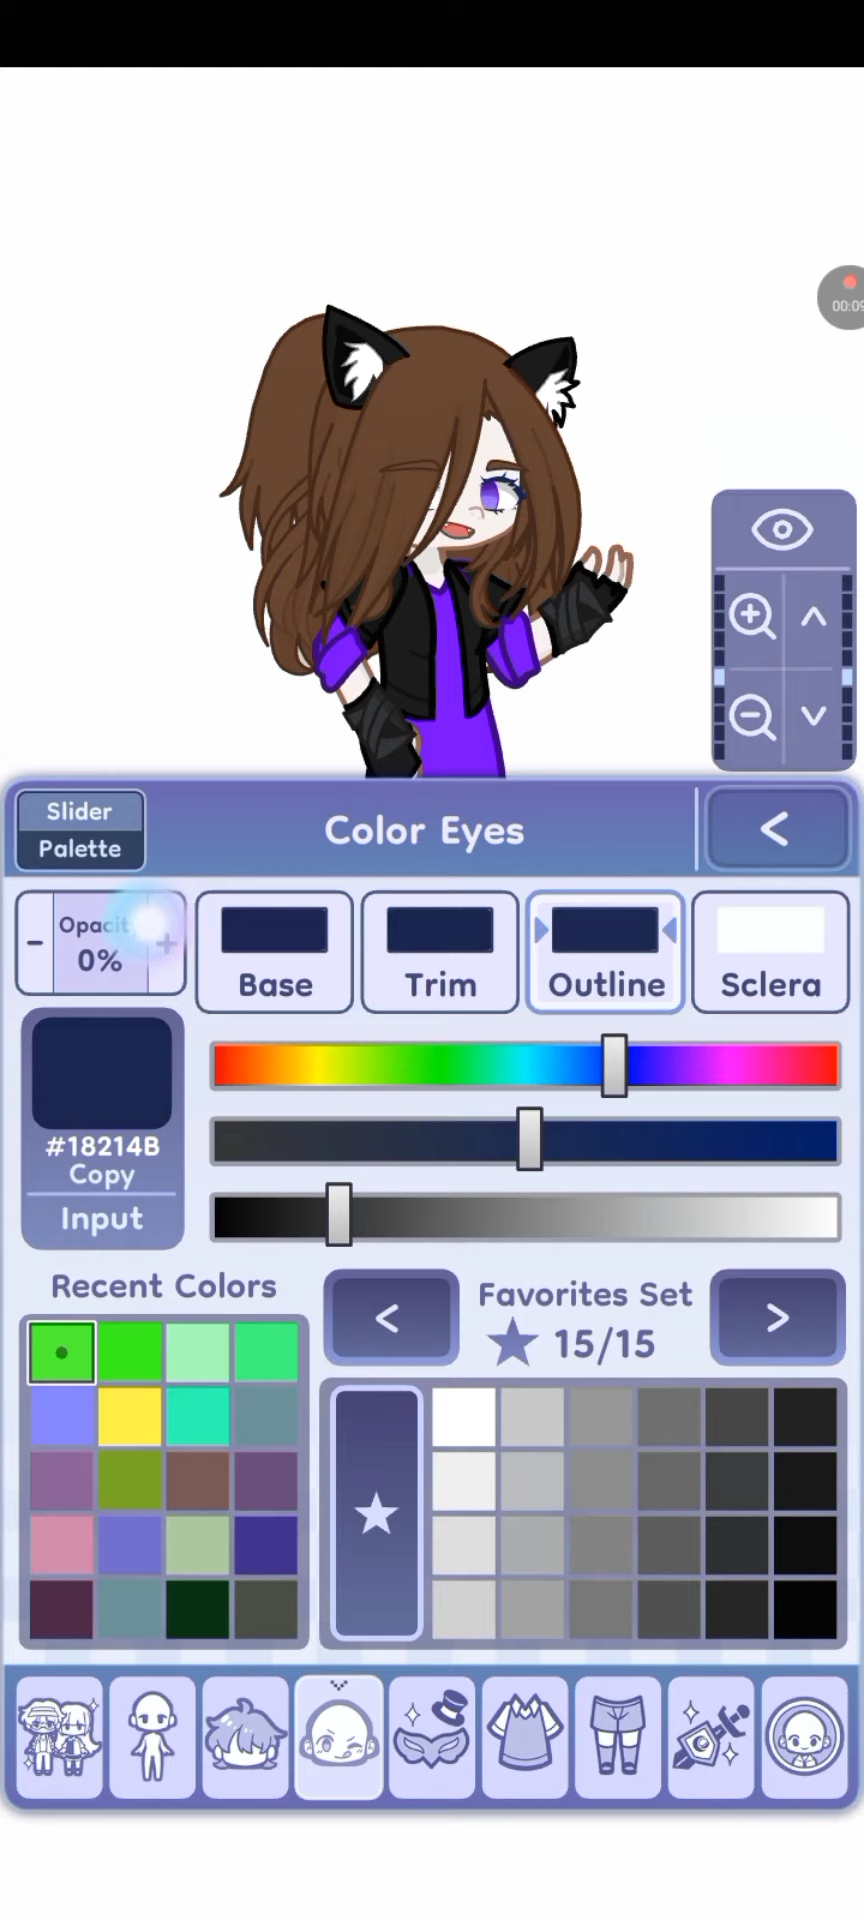 00:09
Slider
Palette
Color Eyes
Opacit
0%
Base
Trim
Outline
Sclera
#18214B
Copy
Input
Recent Colors
Favorites Set
15/15